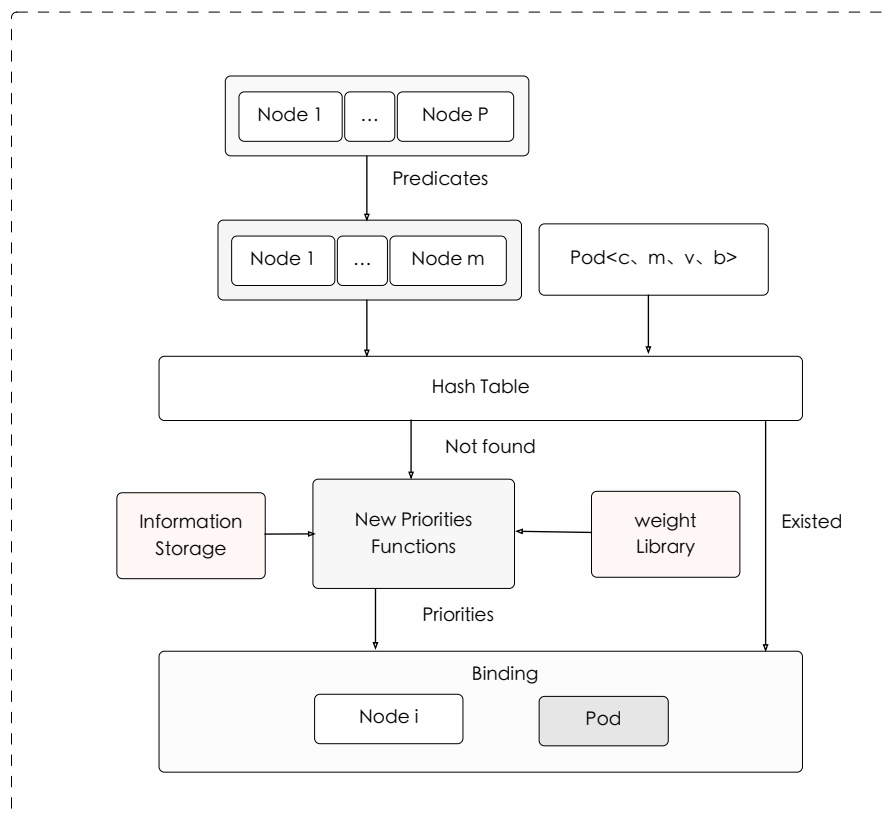 Node 1 ... Node P
Predicates
Node 1 ... Node m
Pod<c、m、v、b>
Hash Table
Not found
Information
Storage
New Priorities
Functions
weight
Library
Existed
Priorities
Binding
Node i
Pod